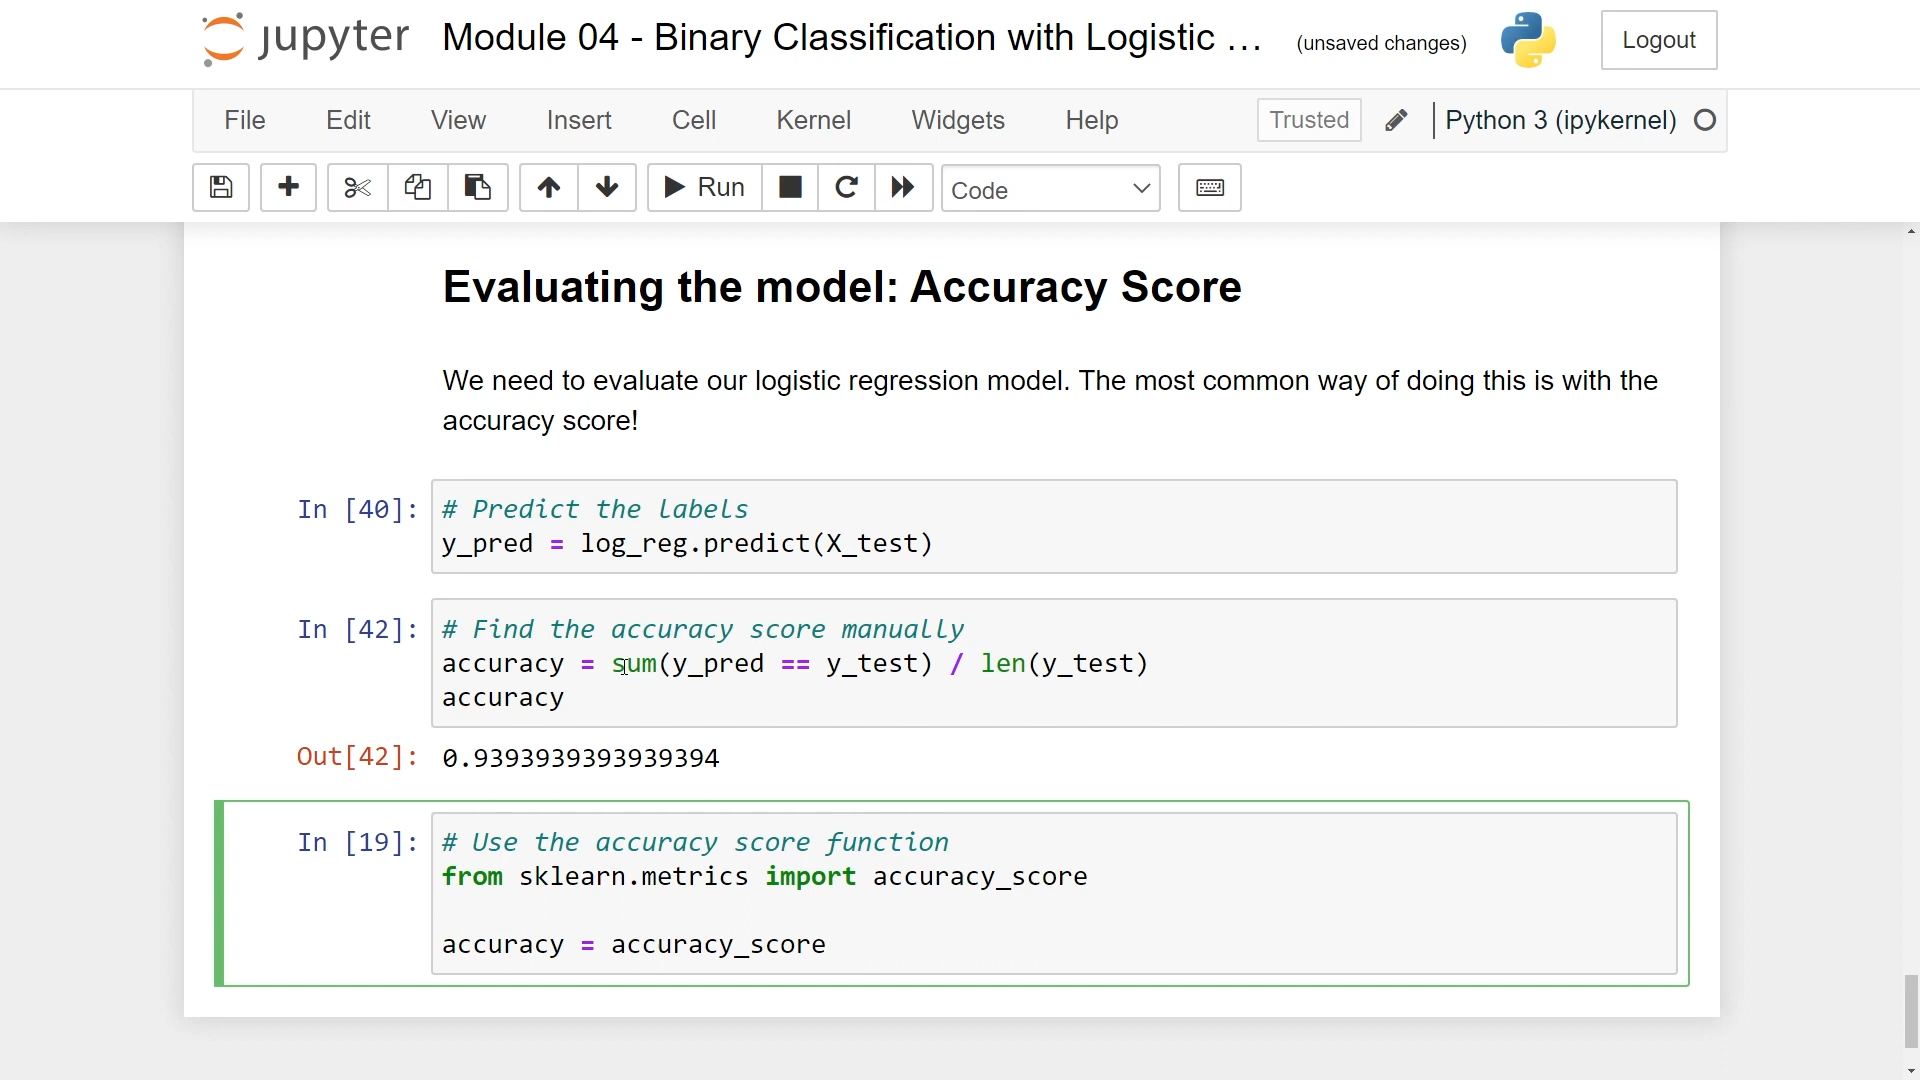 jupyter Module 04 - Binary Classification with Logistic ... (unsaved changes) Logout
File Edit View Insert Cell Kernel Widgets Help Trusted Python 3 (ipykernel)
Run Code
Evaluating the model: Accuracy Score
We need to evaluate our logistic regression model. The most common way of doing this is with the
accuracy score!
In [40]: # Predict the labels
y_pred = log_reg.predict(X_test)
In [42]: # Find the accuracy score manually
accuracy = sum(y_pred == y_test) / len(y_test)
accuracy
Out[42]: 0.9393939393939394
In [19]: # Use the accuracy score function
from sklearn.metrics import accuracy_score
accuracy = accuracy_score